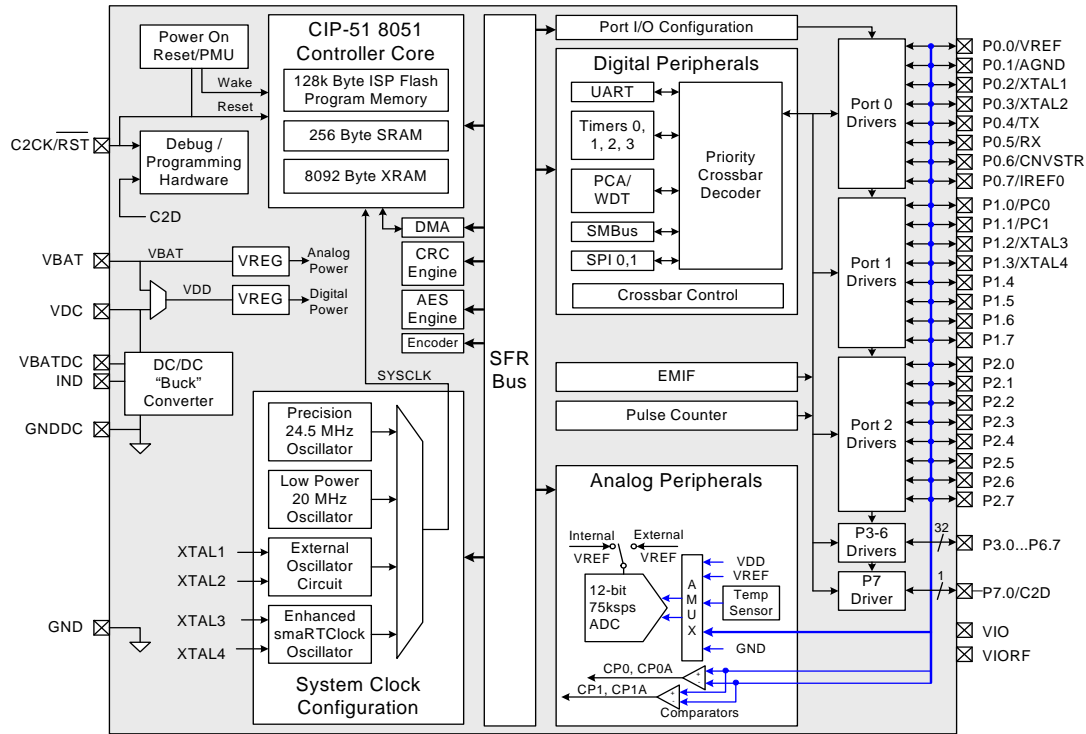 Power On
Reset/PMU
Wake
Reset
C2CK/RST
Debug /
Programming
Hardware
C2D
CIP-51 8051
Controller Core
128k Byte ISP Flash
Program Memory
256 Byte SRAM
8092 Byte XRAM
DMA
CRC
Engine
AES
Engine
Encoder
VBAT
VBAT
VREG
Analog
Power
VDD
VREG
Digital
Power
VDC
VBATDC
IND
DC/DC
“Buck”
Converter
GNDDC
SYSCLK
Precision
24.5 MHz
Oscillator
Low Power
20 MHz
Oscillator
XTAL1
XTAL2
External
Oscillator
Circuit
XTAL3
XTAL4
Enhanced
smaRTClock
Oscillator
System Clock
Configuration
GND
SFR
Bus
Port I/O Configuration
Digital Peripherals
UART
Timers 0,
1, 2, 3
PCA/
WDT
SMBus
SPI 0,1
Priority
Crossbar
Decoder
Crossbar Control
EMIF
Pulse Counter
Analog Peripherals
Internal
VREF
External
VREF
12-bit
75ksps
ADC
A
M
U
X
VDD
VREF
Temp
Sensor
GND
CP0, CP0A
+
-
CP1, CP1A
+
-
Comparators
Port 0
Drivers
Port 1
Drivers
Port 2
Drivers
P3-6
Drivers
32
P7
Driver
1
P0.0/VREF
P0.1/AGND
P0.2/XTAL1
P0.3/XTAL2
P0.4/TX
P0.5/RX
P0.6/CNVSTR
P0.7/IREF0
P1.0/PC0
P1.1/PC1
P1.2/XTAL3
P1.3/XTAL4
P1.4
P1.5
P1.6
P1.7
P2.0
P2.1
P2.2
P2.3
P2.4
P2.5
P2.6
P2.7
P3.0...P6.7
P7.0/C2D
VIO
VIORF